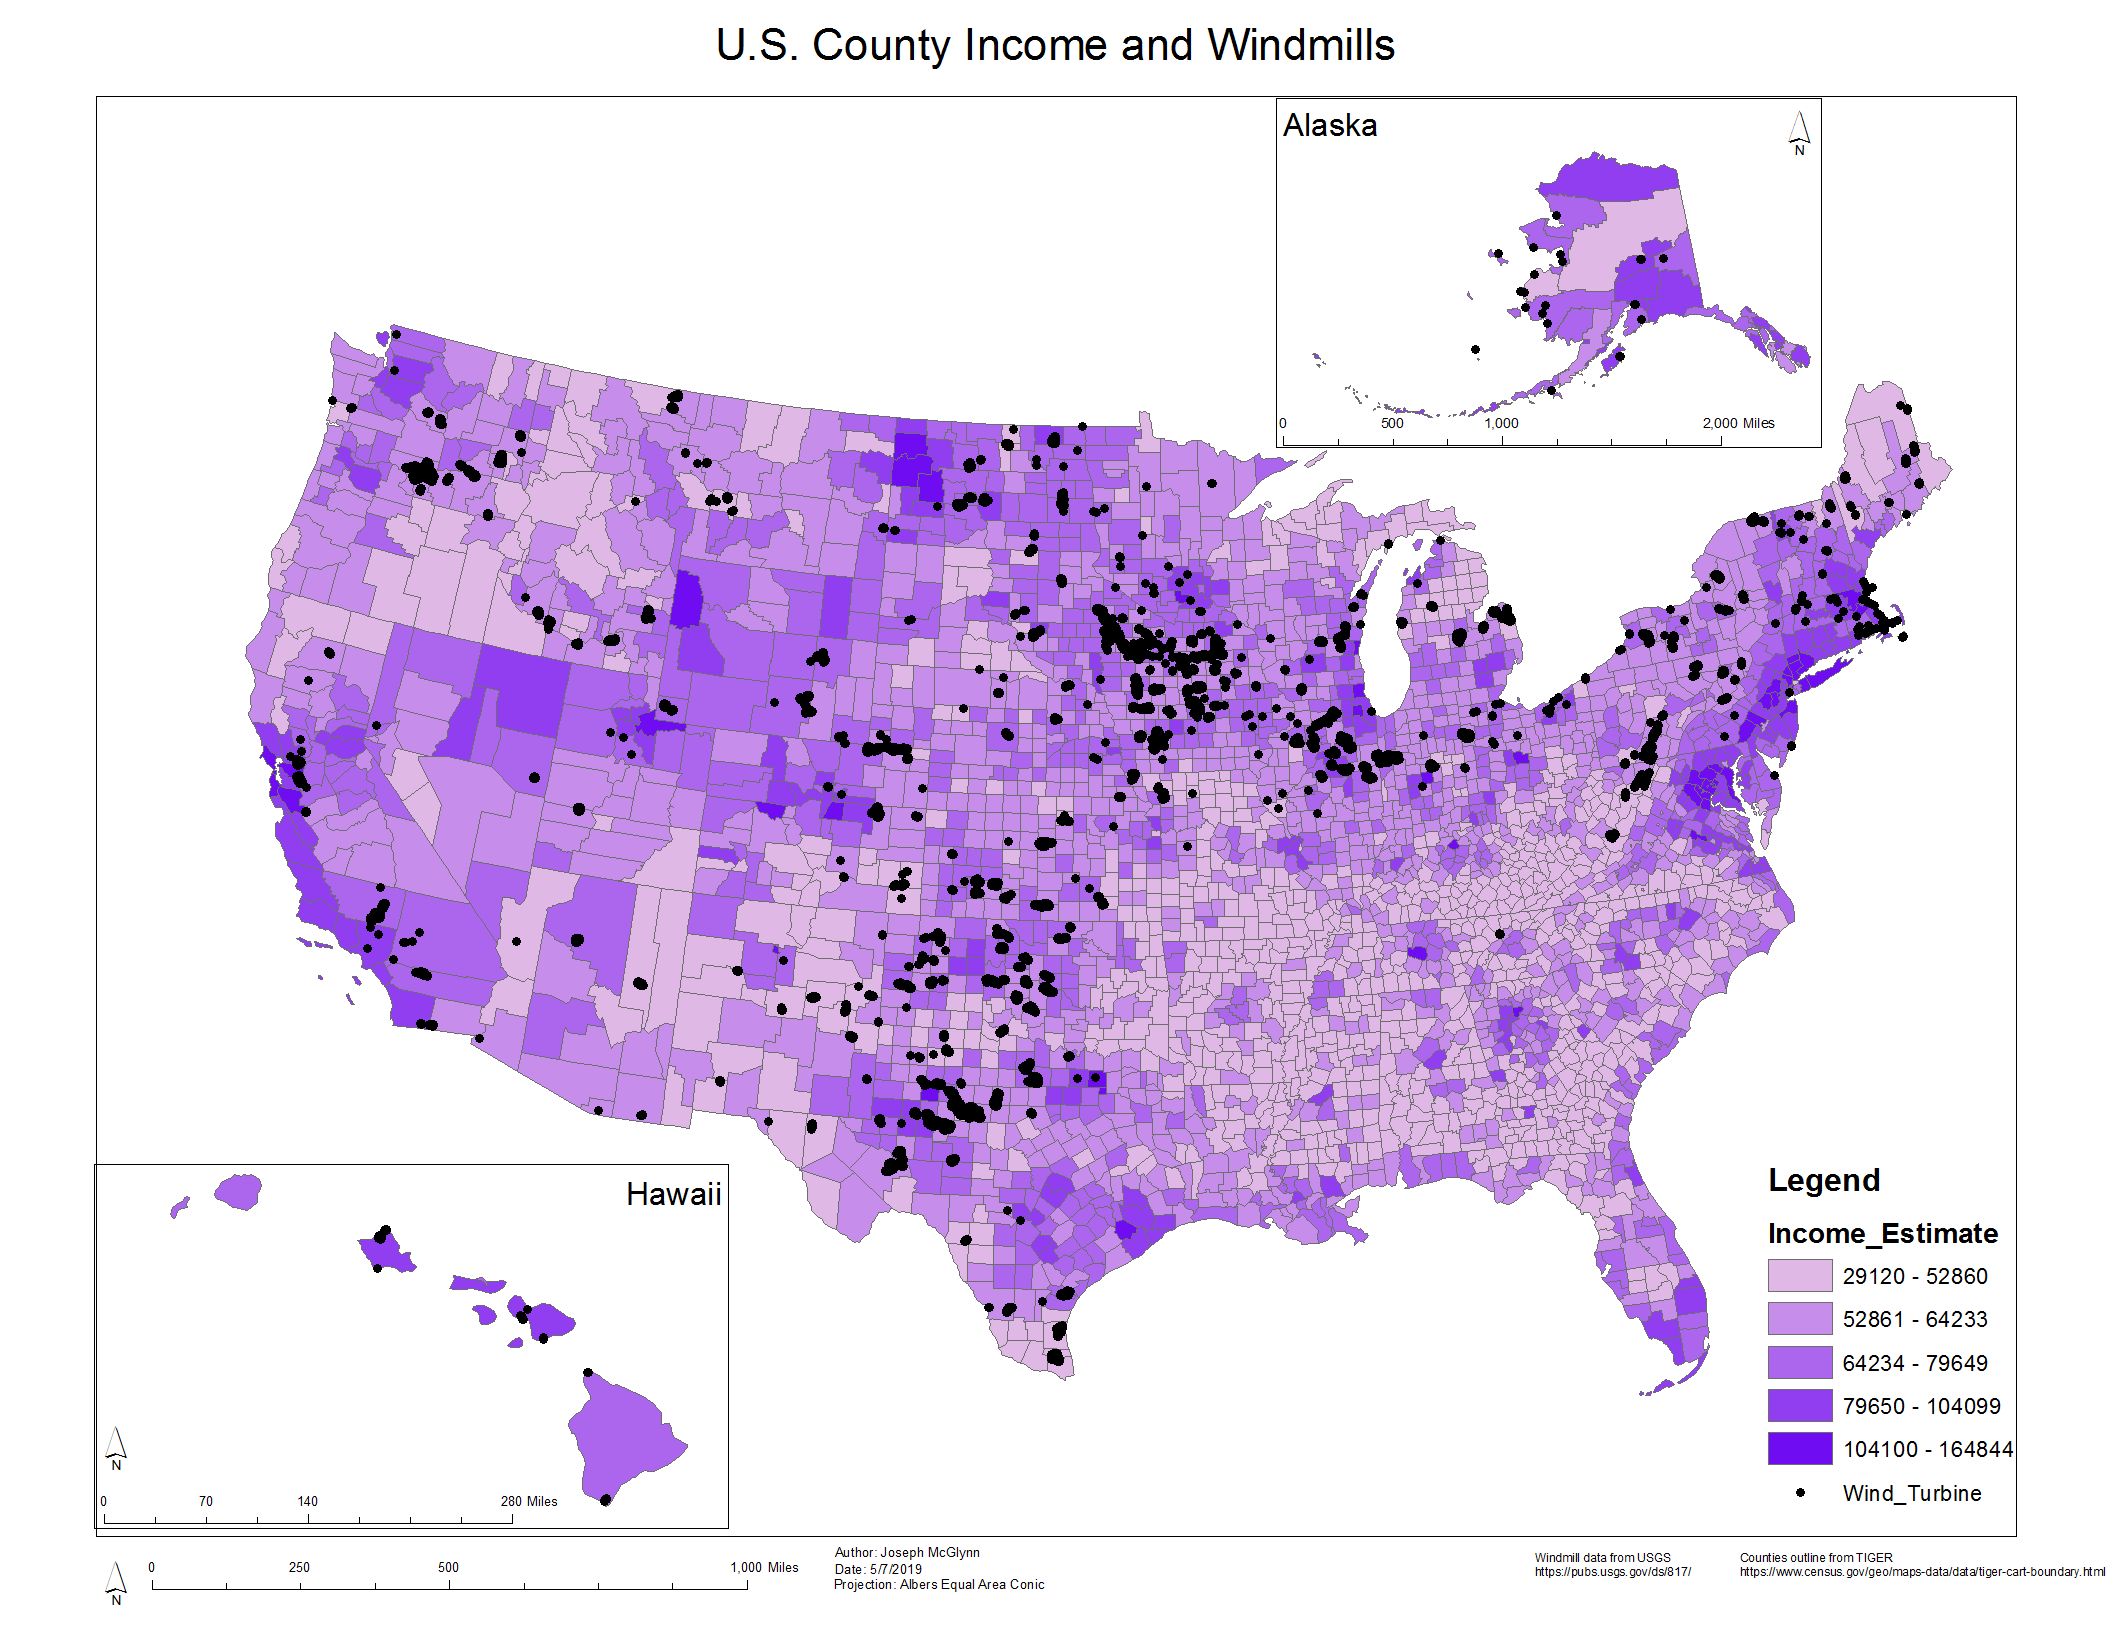 U.S. County Income and Windmills
Alaska
N
0 500 1,000 2,000 Miles
Hawaii
N
0 70 140 280 Miles
Legend
Income_Estimate
29120 - 52860
52861 - 64233
64234 - 79649
79650 - 104099
104100 - 164844
Wind_Turbine
N
0 250 500 1,000 Miles
Author: Joseph McGlynn
Date: 5/7/2019
Projection: Albers Equal Area Conic
Windmill data from USGS
https://pubs.usgs.gov/ds/817/
Counties outline from TIGER
https://www.census.gov/geo/maps-data/data/tiger-cart-boundary.html